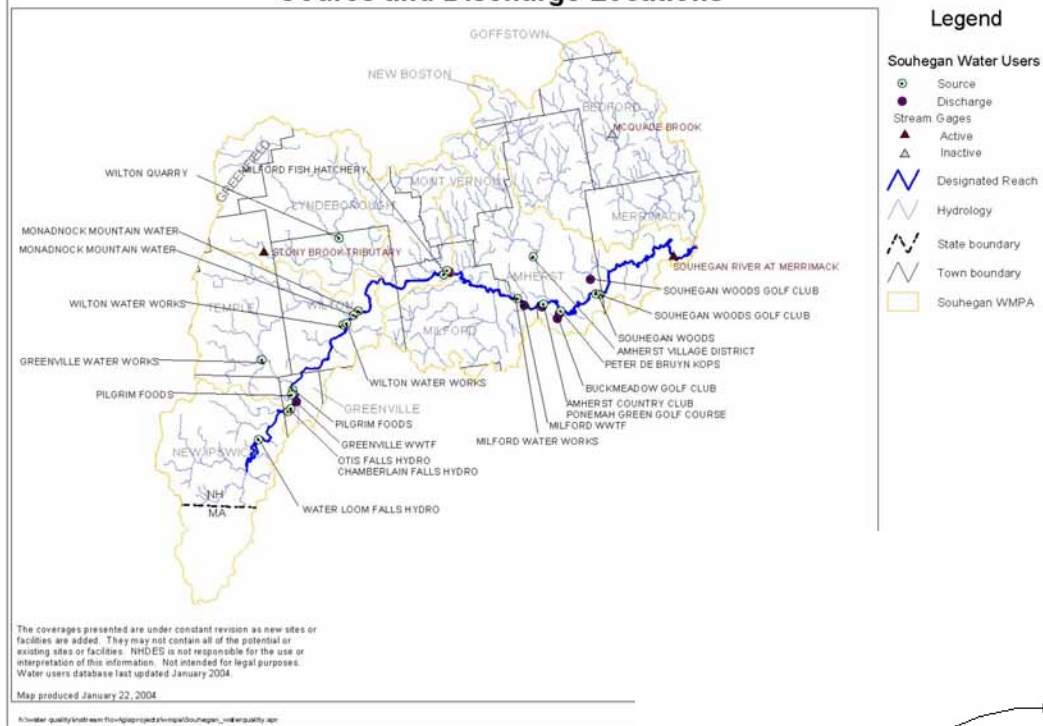 Source and Discharge Locations
Legend
Souhegan Water Users
Source
Discharge
Stream Gages
Active
Inactive
Designated Reach
Hydrology
State boundary
Town boundary
Souhegan WMPA
GOFFSTOWN
NEW BOSTON
BEDFORD
MCQUADE BROOK
GREENFIELD
MILFORD FISH HATCHERY
WILTON QUARRY
MONT VERNON
LYNDEBOROUGH
MERRIMACK
MONADNOCK MOUNTAIN WATER
MONADNOCK MOUNTAIN WATER
STONY BROOK TRIBUTARY
SOUHEGAN RIVER AT MERRIMACK
AMHERST
SOUHEGAN WOODS GOLF CLUB
WILTON WATER WORKS
TEMPLE
WILTON
SOUHEGAN WOODS GOLF CLUB
MILFORD
SOUHEGAN WOODS
AMHERST VILLAGE DISTRICT
PETER DE BRUYN KOPS
GREENVILLE WATER WORKS
WILTON WATER WORKS
BUCKMEADOW GOLF CLUB
PILGRIM FOODS
GREENVILLE
AMHERST COUNTRY CLUB
PONEMAH GREEN GOLF COURSE
PILGRIM FOODS
MILFORD WWTF
GREENVILLE WWTF
MILFORD WATER WORKS
NEW IPSWICH
OTIS FALLS HYDRO
CHAMBERLAIN FALLS HYDRO
NH
MA
WATER LOOM FALLS HYDRO
The coverages presented are under constant revision as new sites or
facilities are added. They may not contain all of the potential or
existing sites or facilities. NHDES is not responsible for the use or
interpretation of this information. Not intended for legal purposes.
Water users database last updated January 2004.
Map produced January 22, 2004